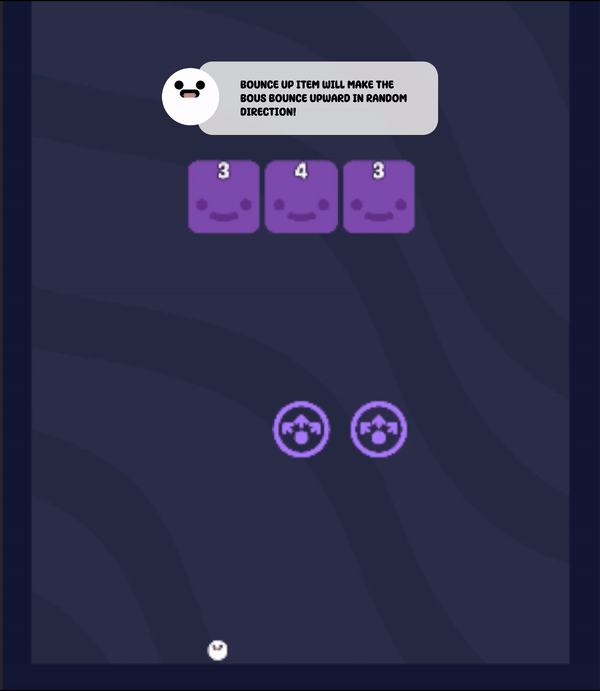 BOUNCE UP ITEM WILL MAKE THE
BOUS BOUNCE UPWARD IN RANDOM
DIRECTION!
3 4 3